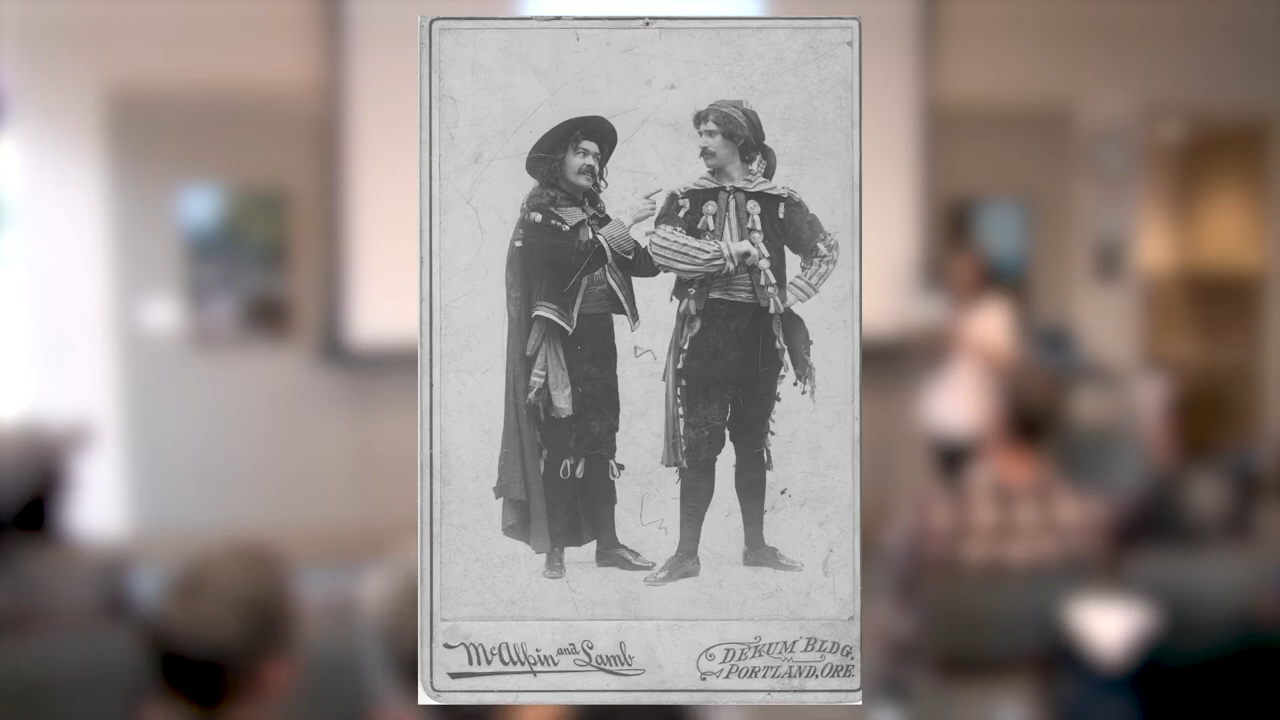 McAlpin and Lamb
DEKUM BLDG.
PORTLAND, ORE.